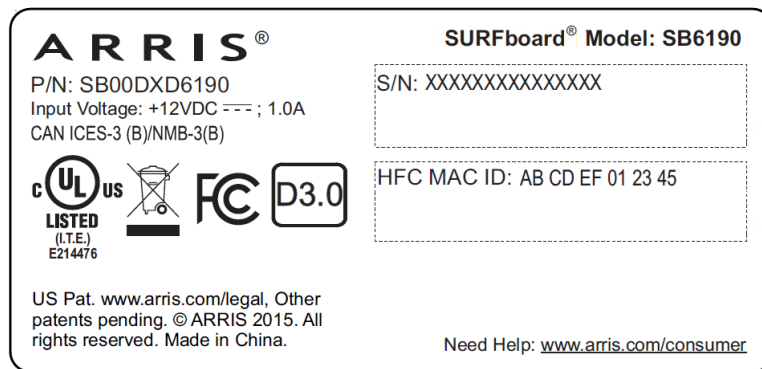 ARRIS®
SURFboard® Model: SB6190
P/N: SB00DXD6190
Input Voltage: +12VDC ⎓ ; 1.0A
CAN ICES-3 (B)/NMB-3(B)
S/N: XXXXXXXXXXXXXXX
HFC MAC ID: AB CD EF 01 23 45
C UL US
LISTED
(I.T.E.)
E214476
FC
D3.0
US Pat. www.arris.com/legal, Other
patents pending. © ARRIS 2015. All
rights reserved. Made in China.
Need Help: www.arris.com/consumer